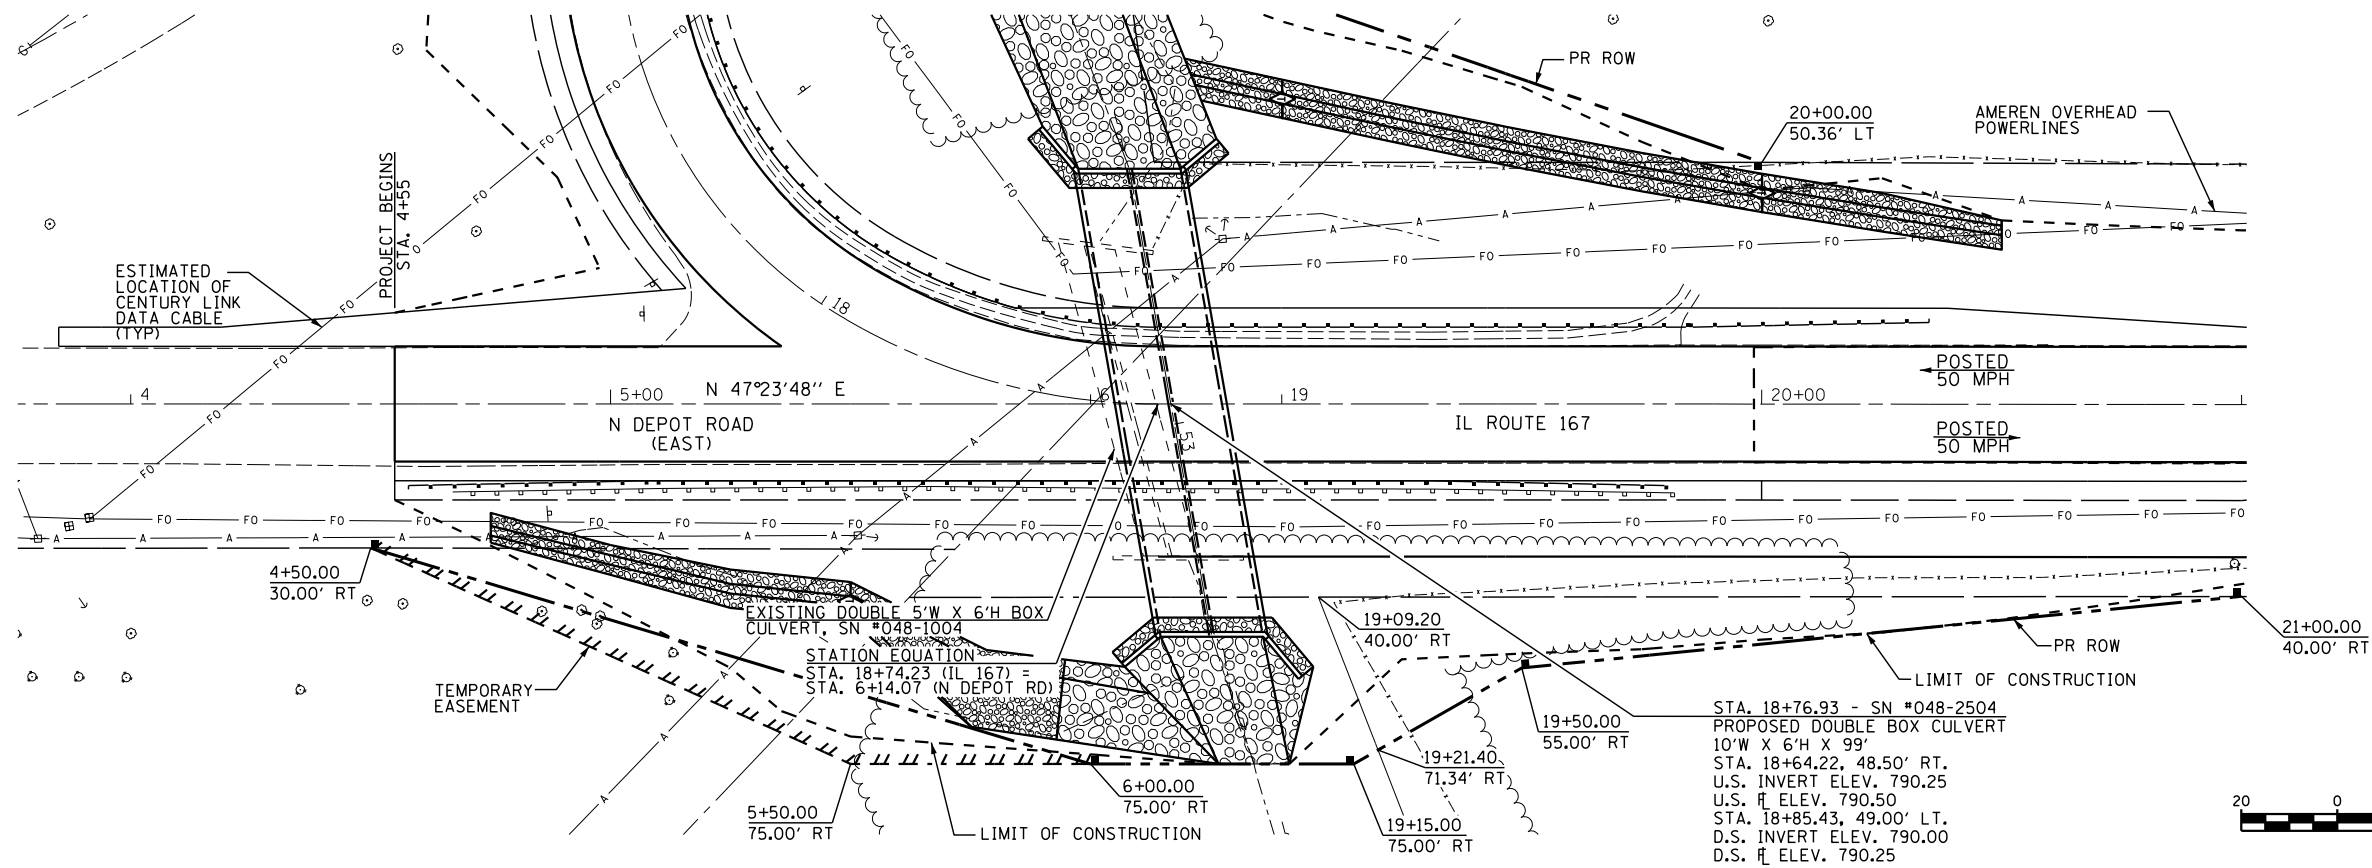 PR ROW
20+00.00
50.36' LT
AMEREN OVERHEAD
POWERLINES
PROJECT BEGINS
STA. 4+55
ESTIMATED
LOCATION OF
CENTURY LINK
DATA CABLE
(TYP)
18
4
5+00
N 47°23'48'' E
6
19
20+00
N DEPOT ROAD
(EAST)
53
IL ROUTE 167
POSTED
50 MPH
POSTED
50 MPH
FO
A
4+50.00
30.00' RT
EXISTING DOUBLE 5'W X 6'H BOX
CULVERT, SN #048-1004
STATION EQUATION
STA. 18+74.23 (IL 167) =
STA. 6+14.07 (N DEPOT RD)
19+09.20
40.00' RT
21+00.00
40.00' RT
PR ROW
LIMIT OF CONSTRUCTION
TEMPORARY
EASEMENT
19+50.00
55.00' RT
19+21.40
71.34' RT
6+00.00
75.00' RT
5+50.00
75.00' RT
LIMIT OF CONSTRUCTION
19+15.00
75.00' RT
STA. 18+76.93 - SN #048-2504
PROPOSED DOUBLE BOX CULVERT
10'W X 6'H X 99'
STA. 18+64.22, 48.50' RT.
U.S. INVERT ELEV. 790.25
U.S. FL ELEV. 790.50
STA. 18+85.43, 49.00' LT.
D.S. INVERT ELEV. 790.00
D.S. FL ELEV. 790.25
20 0